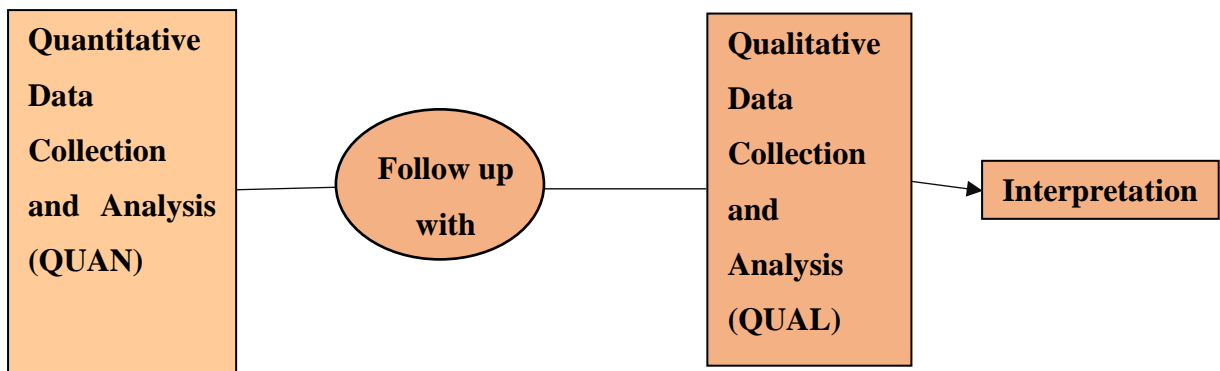 Quantitative
Data
Collection
and Analysis
(QUAN)
Follow up
with
Qualitative
Data
Collection
and
Analysis
(QUAL)
Interpretation